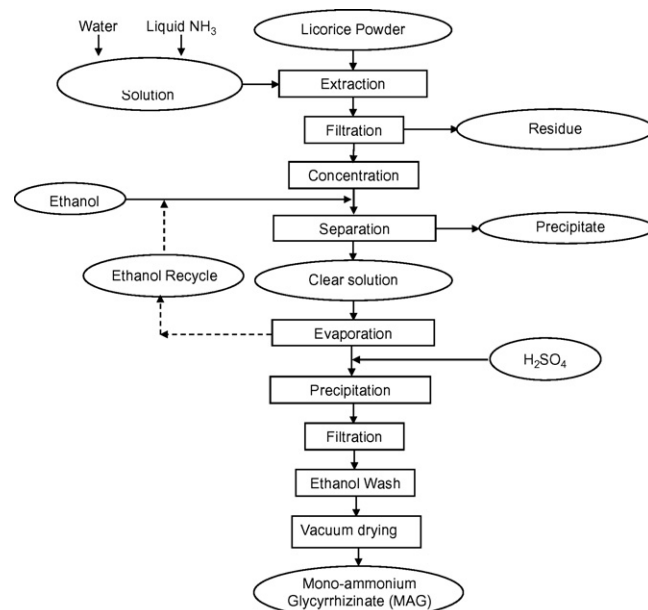 Water
Liquid NH₃
Licorice Powder
Solution
Extraction
Filtration
Residue
Concentration
Ethanol
Separation
Precipitate
Ethanol Recycle
Clear solution
Evaporation
H₂SO₄
Precipitation
Filtration
Ethanol Wash
Vacuum drying
Mono-ammonium
Glycyrrhizinate (MAG)